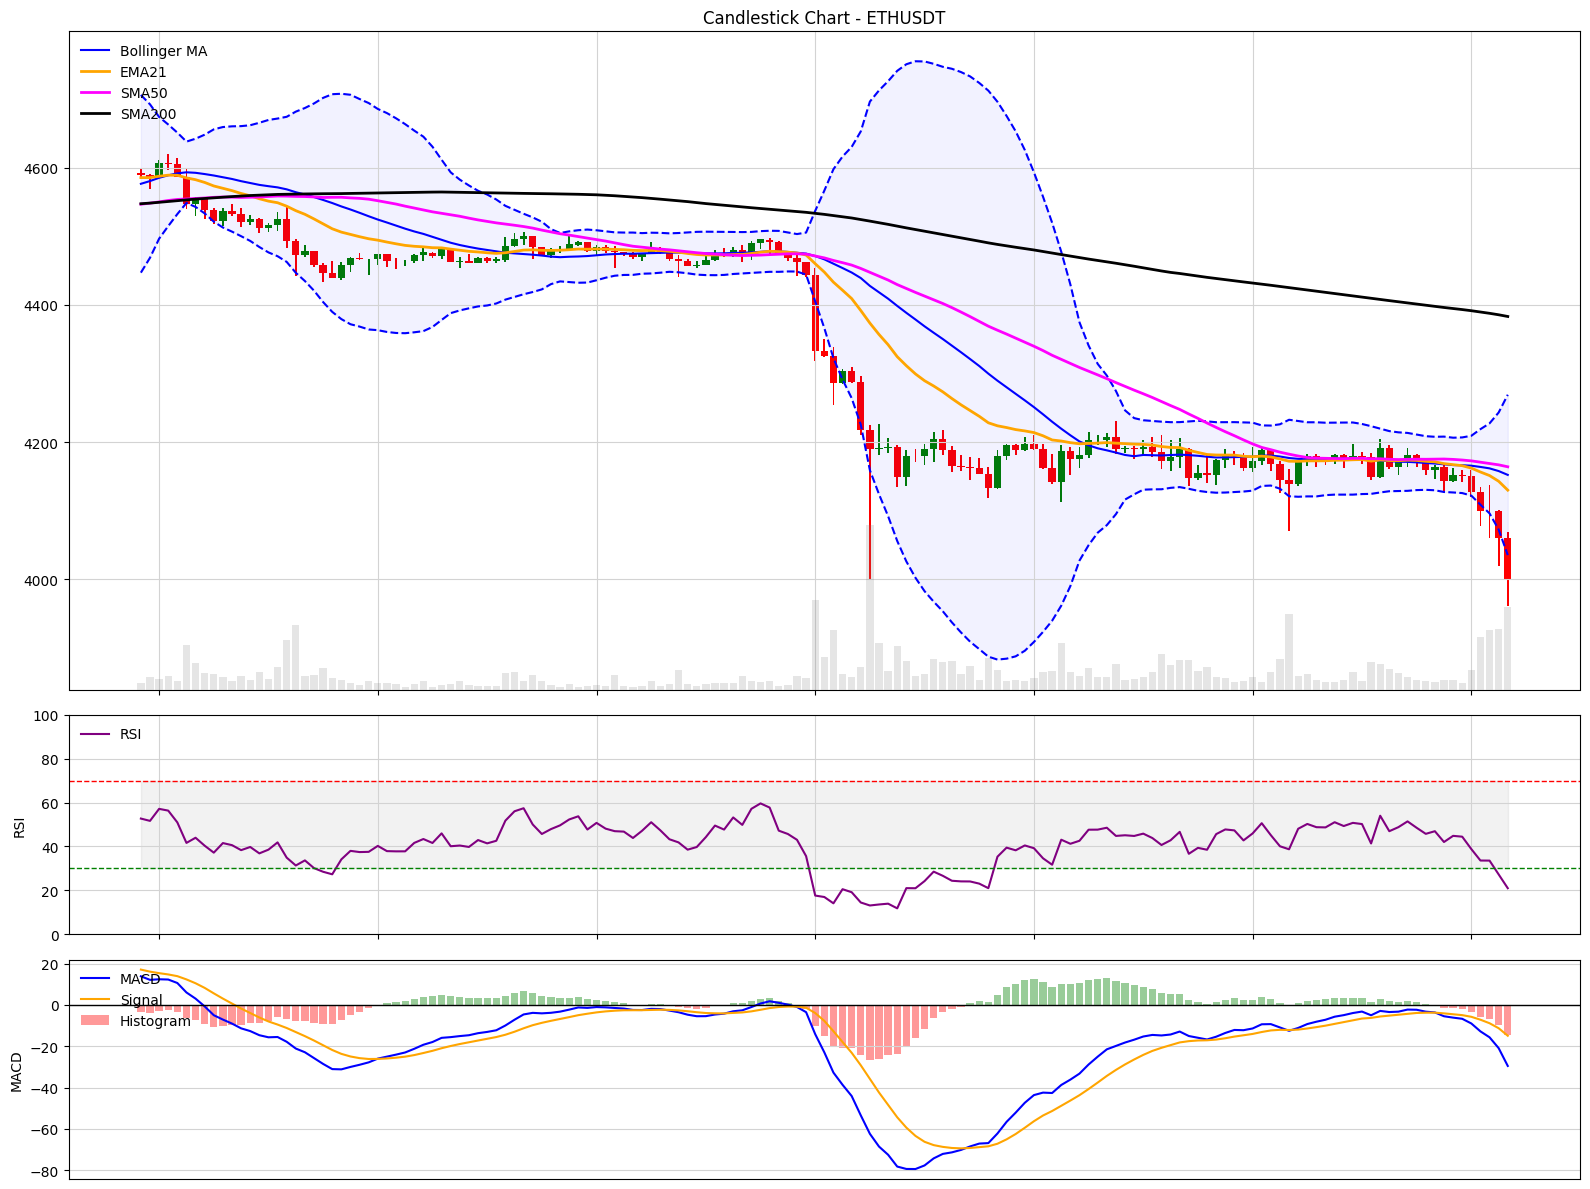 Candlestick Chart - ETHUSDT
Bollinger MA
EMA21
SMA50
SMA200
4600
4400
4200
4000
RSI
100
80
60
40
20
0
RSI
MACD
Signal
Histogram
20
0
−20
−40
−60
−80
MACD